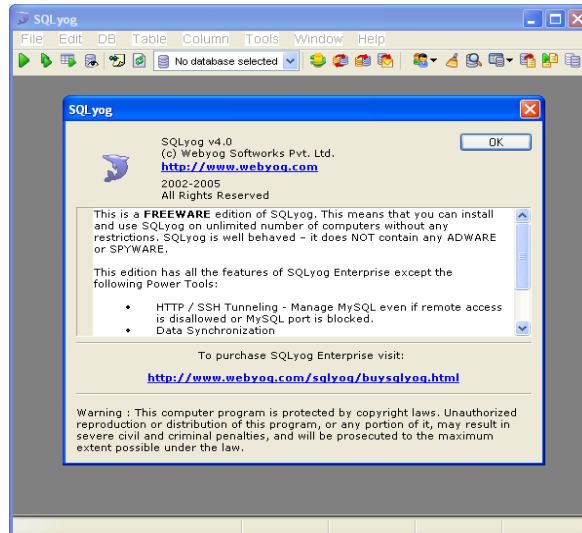 SQLyog
File Edit DB Table Column Tools Window Help
No database selected
SQLyog
SQLyog v4.0
(c) Webyog Softworks Pvt. Ltd.
http://www.webyog.com
2002-2005
All Rights Reserved
OK
This is a FREEWARE edition of SQLyog. This means that you can install
and use SQLyog on unlimited number of computers without any
restrictions. SQLyog is well behaved – it does NOT contain any ADWARE
or SPYWARE.
This edition has all the features of SQLyog Enterprise except the
following Power Tools:
• HTTP / SSH Tunneling - Manage MySQL even if remote access
is disallowed or MySQL port is blocked.
• Data Synchronization
To purchase SQLyog Enterprise visit:
http://www.webyog.com/sqlyog/buysqlyog.html
Warning : This computer program is protected by copyright laws. Unauthorized
reproduction or distribution of this program, or any portion of it, may result in
severe civil and criminal penalties, and will be prosecuted to the maximum
extent possible under the law.